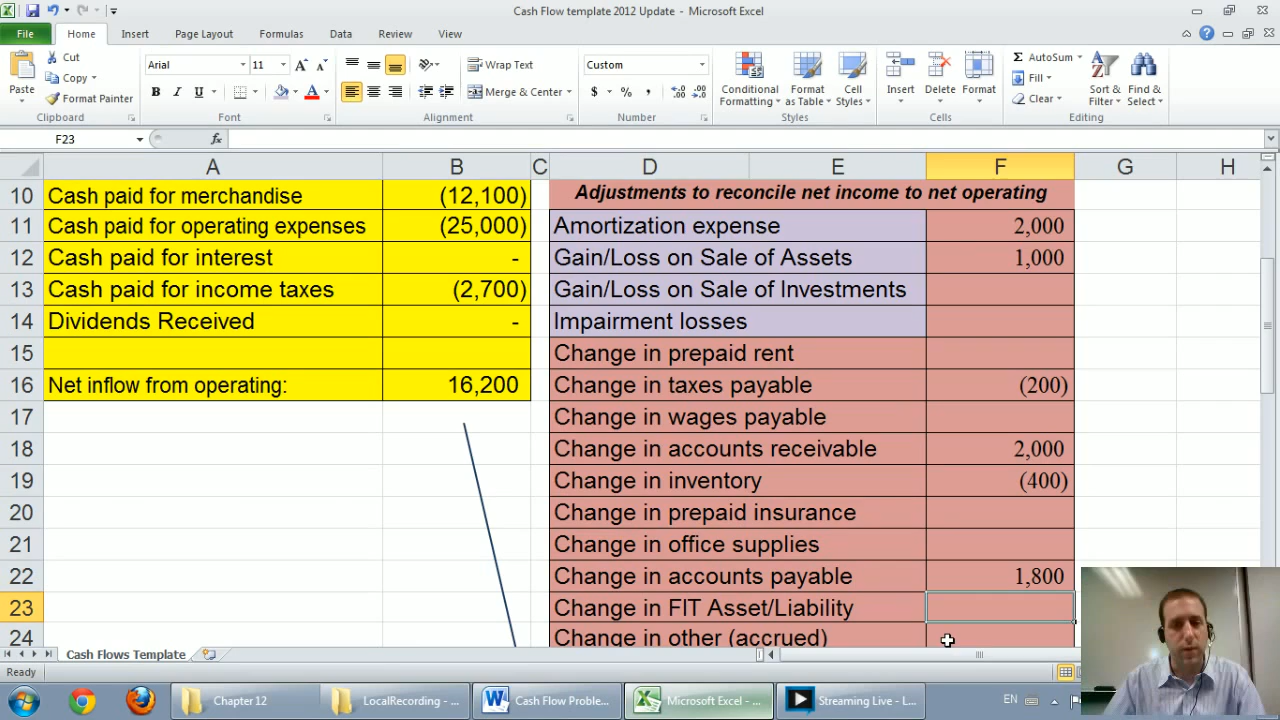 Cash Flow template 2012 Update - Microsoft Excel
File Home Insert Page Layout Formulas Data Review View
Paste
Cut
Copy
Format Painter
Clipboard
Arial 11
B I U
Font
Wrap Text
Merge & Center
Alignment
Custom
$ % ,
Number
Conditional Formatting
Format as Table
Cell Styles
Styles
Insert Delete Format
Cells
Σ AutoSum
Fill
Clear
Sort & Filter
Find & Select
Editing
F23 fx
A B C D E F G H
10 Cash paid for merchandise (12,100) Adjustments to reconcile net income to net operating
11 Cash paid for operating expenses (25,000) Amortization expense 2,000
12 Cash paid for interest - Gain/Loss on Sale of Assets 1,000
13 Cash paid for income taxes (2,700) Gain/Loss on Sale of Investments
14 Dividends Received - Impairment losses
15 Change in prepaid rent
16 Net inflow from operating: 16,200 Change in taxes payable (200)
17 Change in wages payable
18 Change in accounts receivable 2,000
19 Change in inventory (400)
20 Change in prepaid insurance
21 Change in office supplies
22 Change in accounts payable 1,800
23 Change in FIT Asset/Liability
24 Change in other (accrued)
Cash Flows Template
Ready
Chapter 12 LocalRecording - ... Cash Flow Proble... Microsoft Excel - ... Streaming Live - ... EN